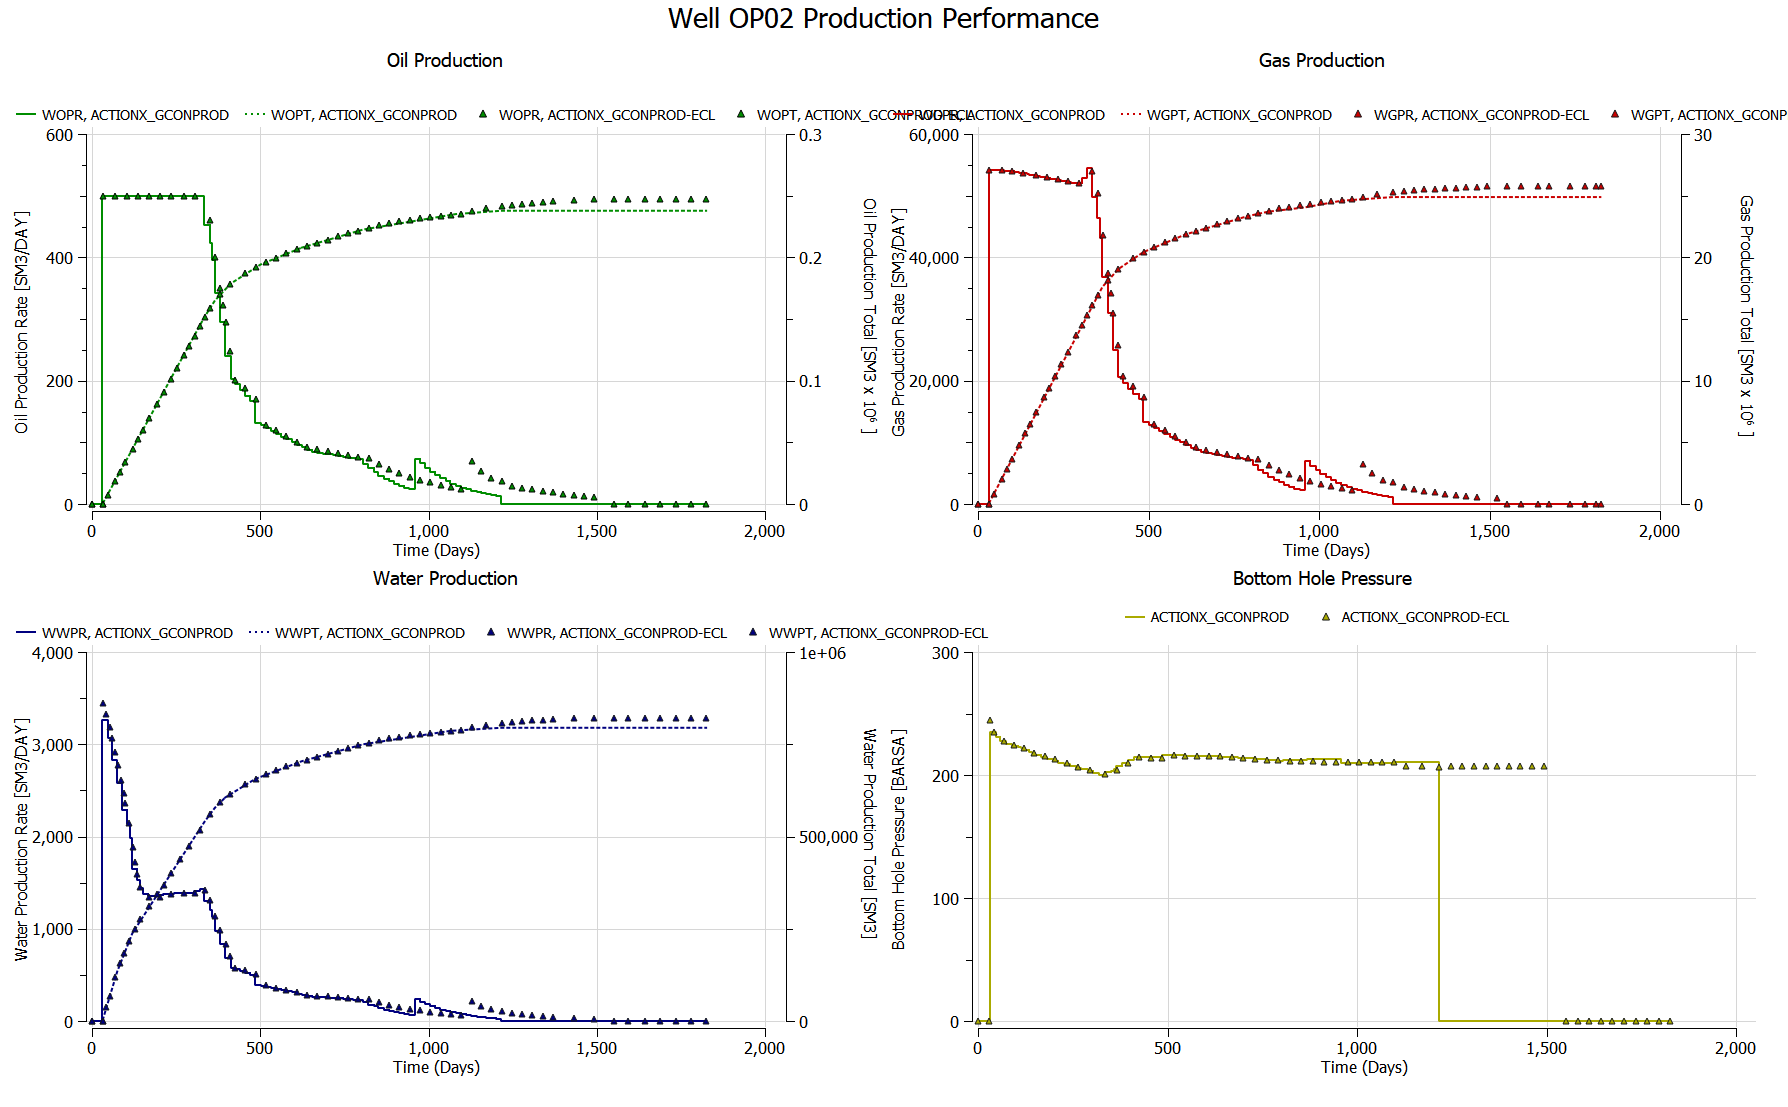 Well OP02 Production Performance
Oil Production
WOPR, ACTIONX_GCONPROD
WOPT, ACTIONX_GCONPROD
WOPR, ACTIONX_GCONPROD-ECL
WOPT, ACTIONX_GCONPROD-ECL
Oil Production Rate [SM3/DAY]
600
400
200
0
0.3
0.2
0.1
0
Oil Production Total [SM3 x 10⁶ ]
0
500
1,000
1,500
2,000
Time (Days)
Gas Production
WGPR, ACTIONX_GCONPROD
WGPT, ACTIONX_GCONPROD
WGPR, ACTIONX_GCONPROD-ECL
WGPT, ACTIONX_GCONP
Gas Production Rate [SM3/DAY]
60,000
40,000
20,000
0
30
20
10
0
Gas Production Total [SM3 x 10⁶ ]
0
500
1,000
1,500
2,000
Time (Days)
Water Production
WWPR, ACTIONX_GCONPROD
WWPT, ACTIONX_GCONPROD
WWPR, ACTIONX_GCONPROD-ECL
WWPT, ACTIONX_GCONPROD-ECL
Water Production Rate [SM3/DAY]
4,000
3,000
2,000
1,000
0
1e+06
500,000
0
Water Production Total [SM3]
0
500
1,000
1,500
2,000
Time (Days)
Bottom Hole Pressure
ACTIONX_GCONPROD
ACTIONX_GCONPROD-ECL
Bottom Hole Pressure [BARSA]
300
200
100
0
0
500
1,000
1,500
2,000
Time (Days)